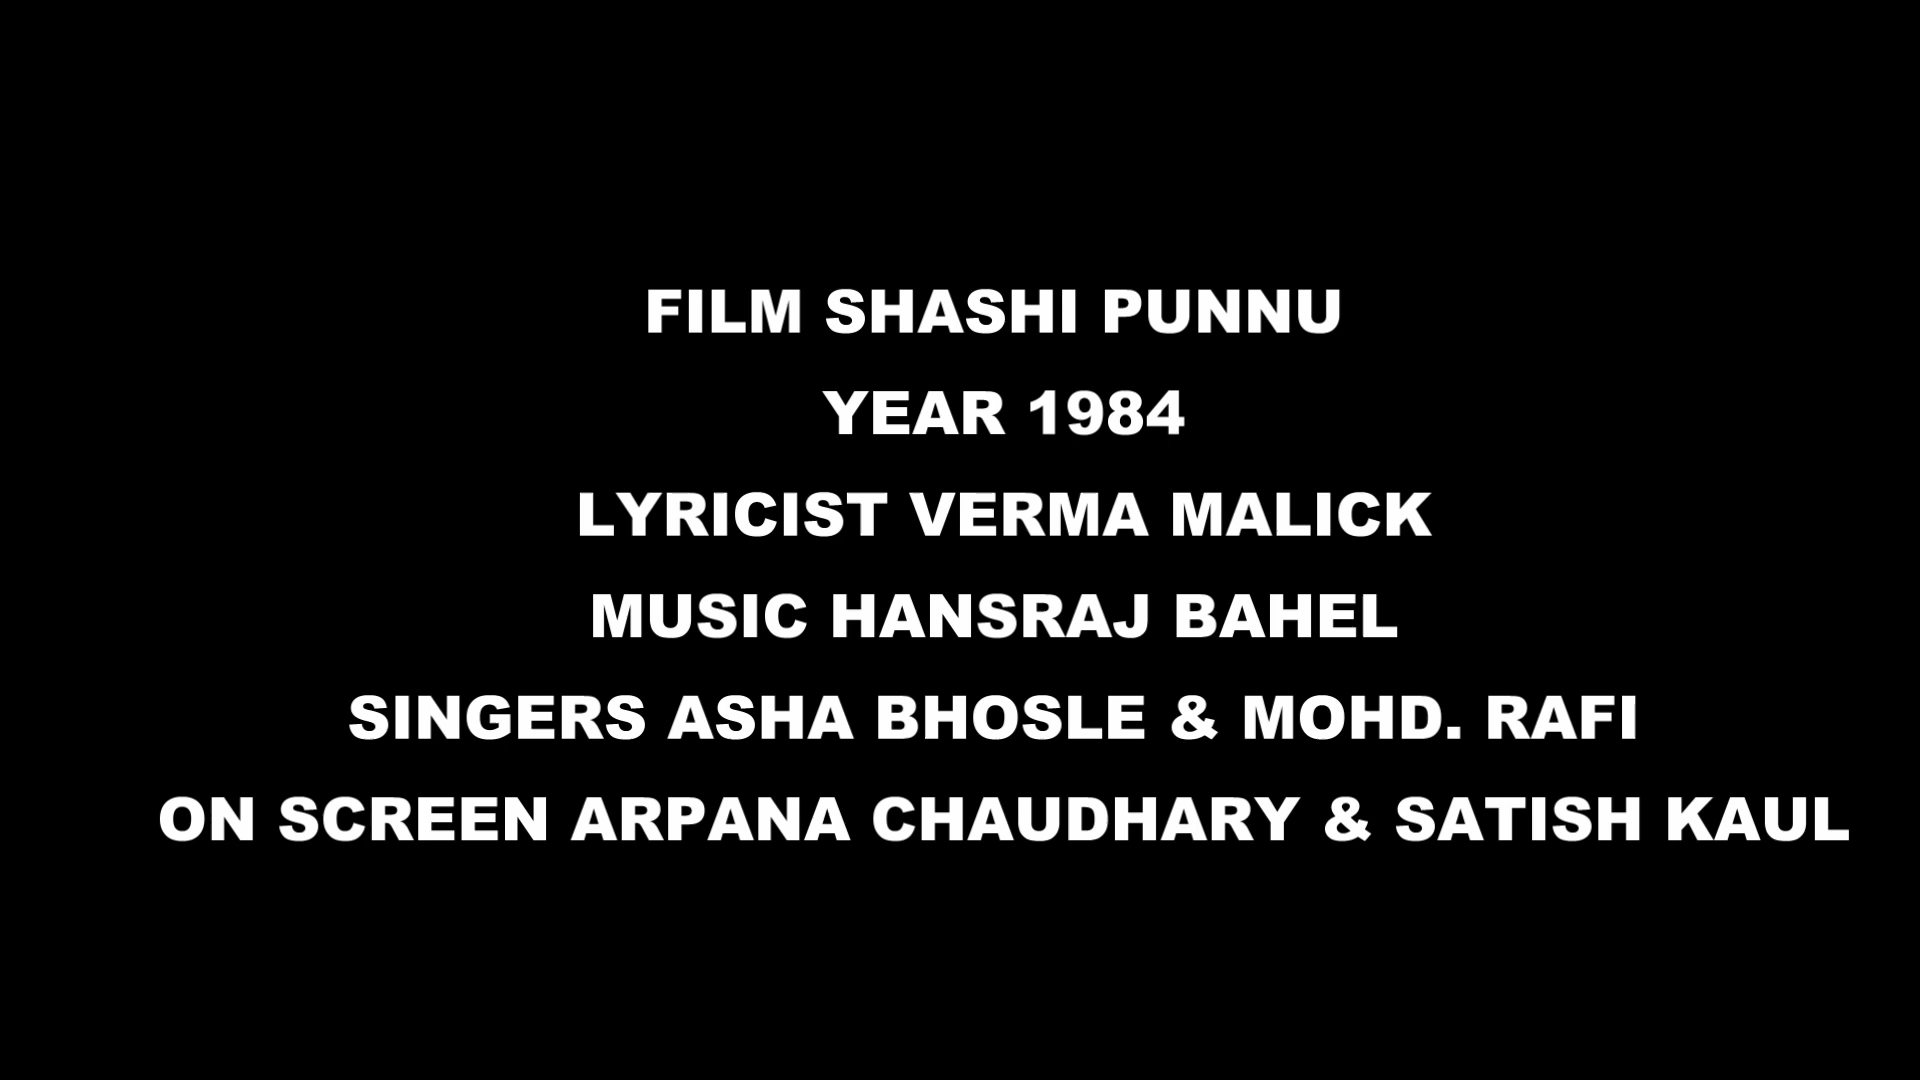 FILM SHASHI PUNNU
YEAR 1984
LYRICIST VERMA MALICK
MUSIC HANSRAJ BAHEL
SINGERS ASHA BHOSLE & MOHD. RAFI
ON SCREEN ARPANA CHAUDHARY & SATISH KAUL